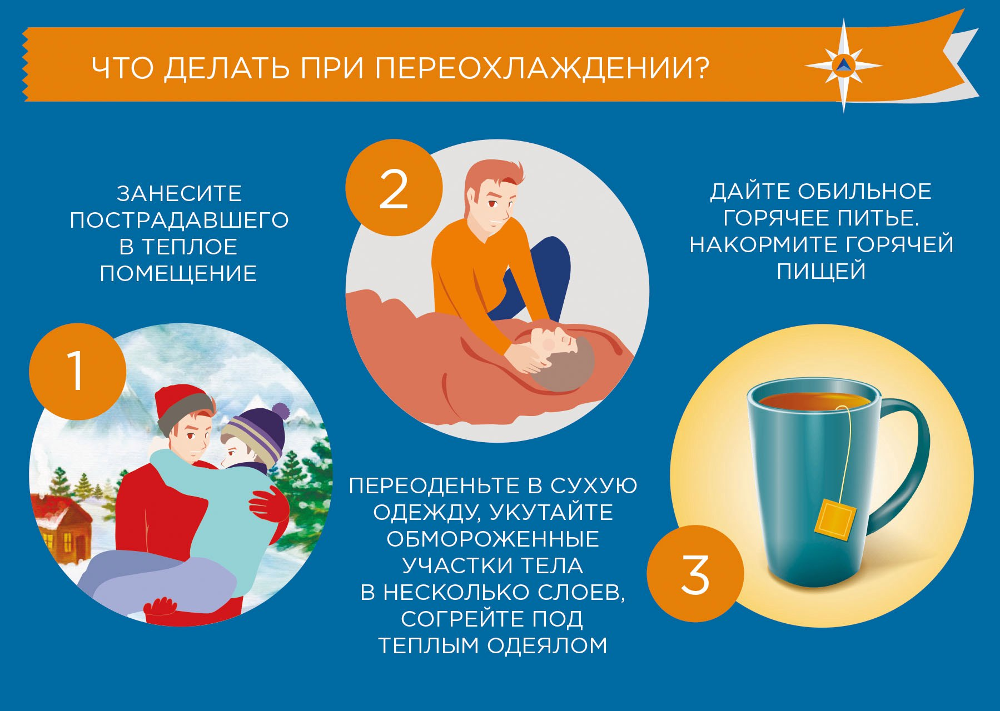 ЧТО ДЕЛАТЬ ПРИ ПЕРЕОХЛАЖДЕНИИ?
1
ЗАНЕСИТЕ
ПОСТРАДАВШЕГО
В ТЕПЛОЕ
ПОМЕЩЕНИЕ
2
ПЕРЕОДЕНЬТЕ В СУХУЮ
ОДЕЖДУ, УКУТАЙТЕ
ОБМОРОЖЕННЫЕ
УЧАСТКИ ТЕЛА
В НЕСКОЛЬКО СЛОЕВ,
СОГРЕЙТЕ ПОД
ТЕПЛЫМ ОДЕЯЛОМ
3
ДАЙТЕ ОБИЛЬНОЕ
ГОРЯЧЕЕ ПИТЬЕ.
НАКОРМИТЕ ГОРЯЧЕЙ
ПИЩЕЙ